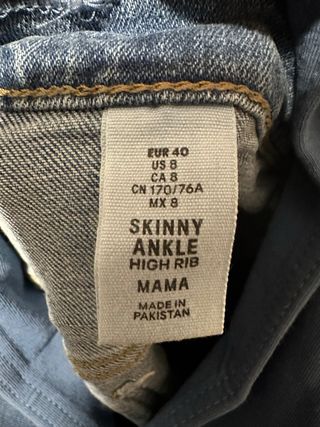 EUR 40
US 8
CA 8
CN 170/76A
MX 8
SKINNY
ANKLE
HIGH RIB
MAMA
MADE IN
PAKISTAN